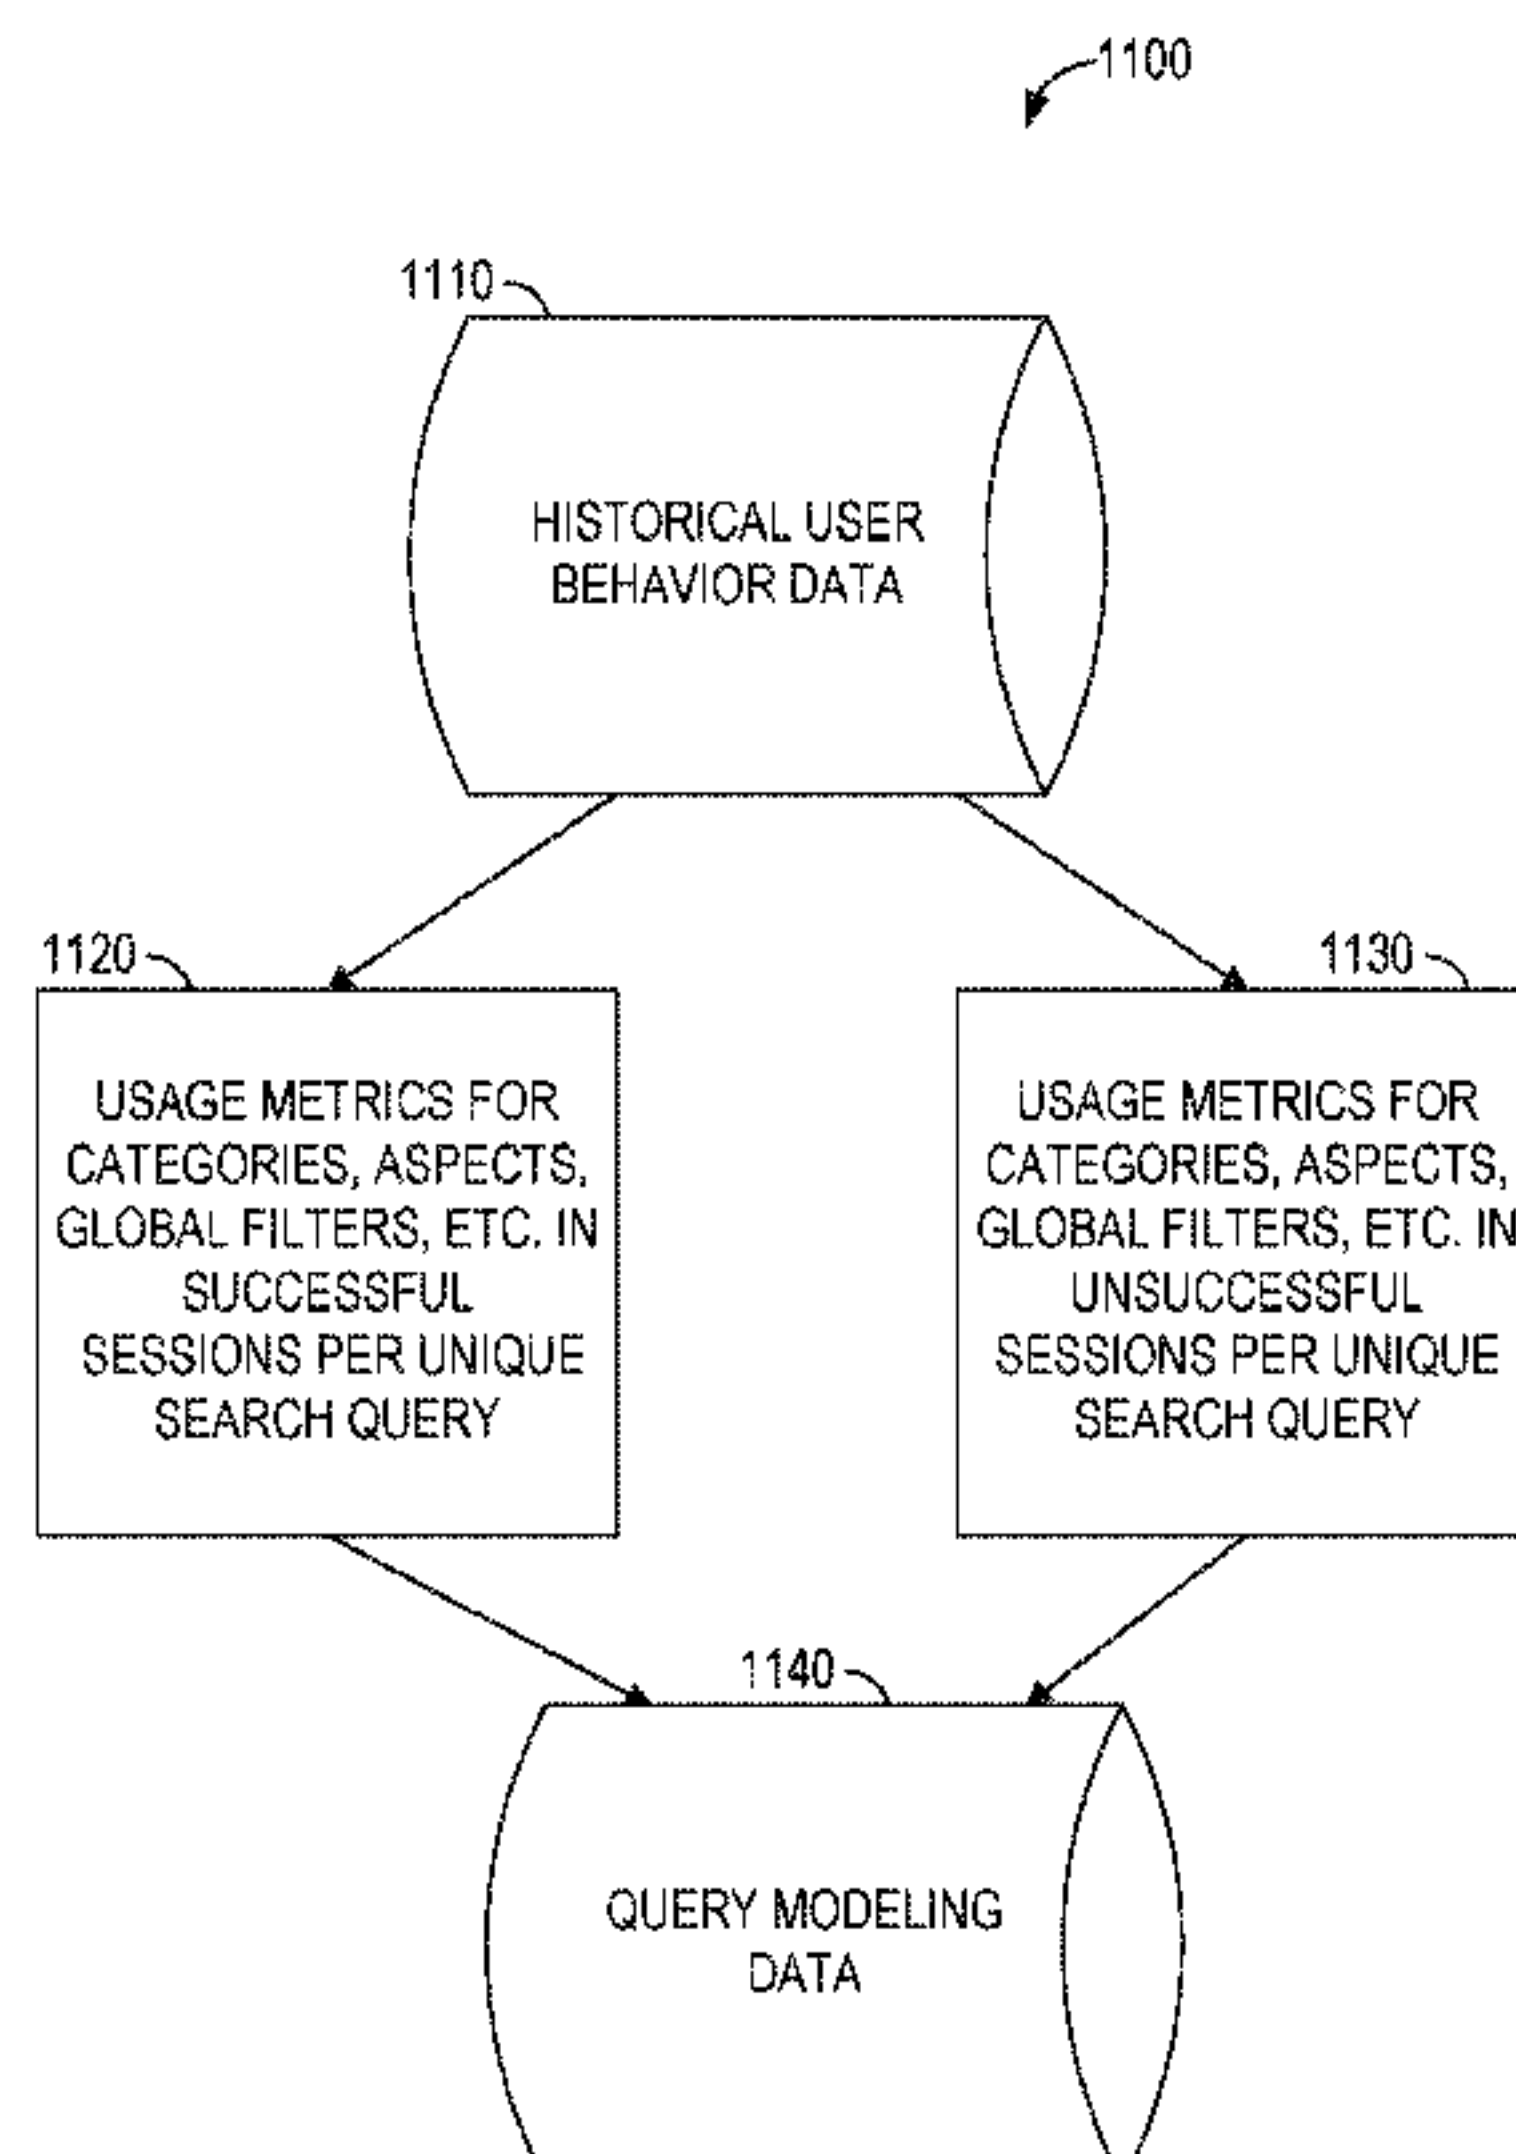 1100
1110
HISTORICAL USER
BEHAVIOR DATA
1120
USAGE METRICS FOR
CATEGORIES, ASPECTS,
GLOBAL FILTERS, ETC. IN
SUCCESSFUL
SESSIONS PER UNIQUE
SEARCH QUERY
1130
USAGE METRICS FOR
CATEGORIES, ASPECTS,
GLOBAL FILTERS, ETC. IN
UNSUCCESSFUL
SESSIONS PER UNIQUE
SEARCH QUERY
1140
QUERY MODELING
DATA